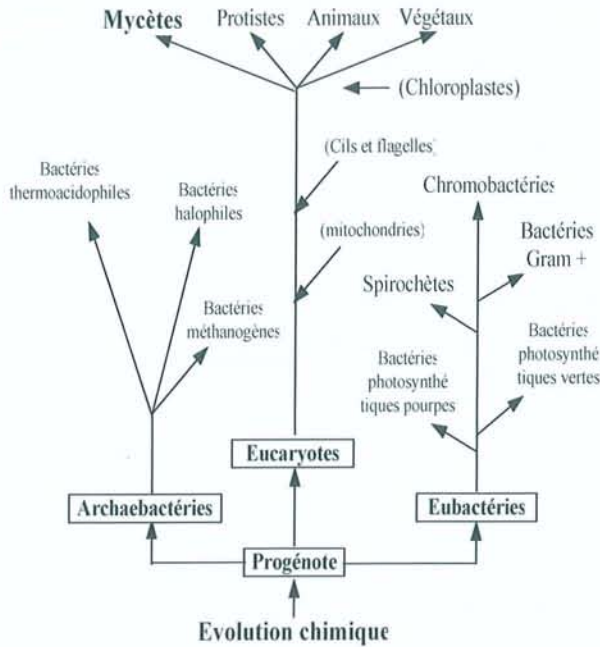 Mycètes
Protistes
Animaux
Végétaux
(Chloroplastes)
(Cils et flagelles)
Bactéries
thermoacidophiles
Bactéries
halophiles
Chromobactéries
(mitochondries)
Bactéries
Gram +
Spirochètes
Bactéries
méthanogènes
Bactéries
photosynthé
tiques pourpes
Bactéries
photosynthé
tiques vertes
Eucaryotes
Archaebactéries
Eubactéries
Progénote
Evolution chimique